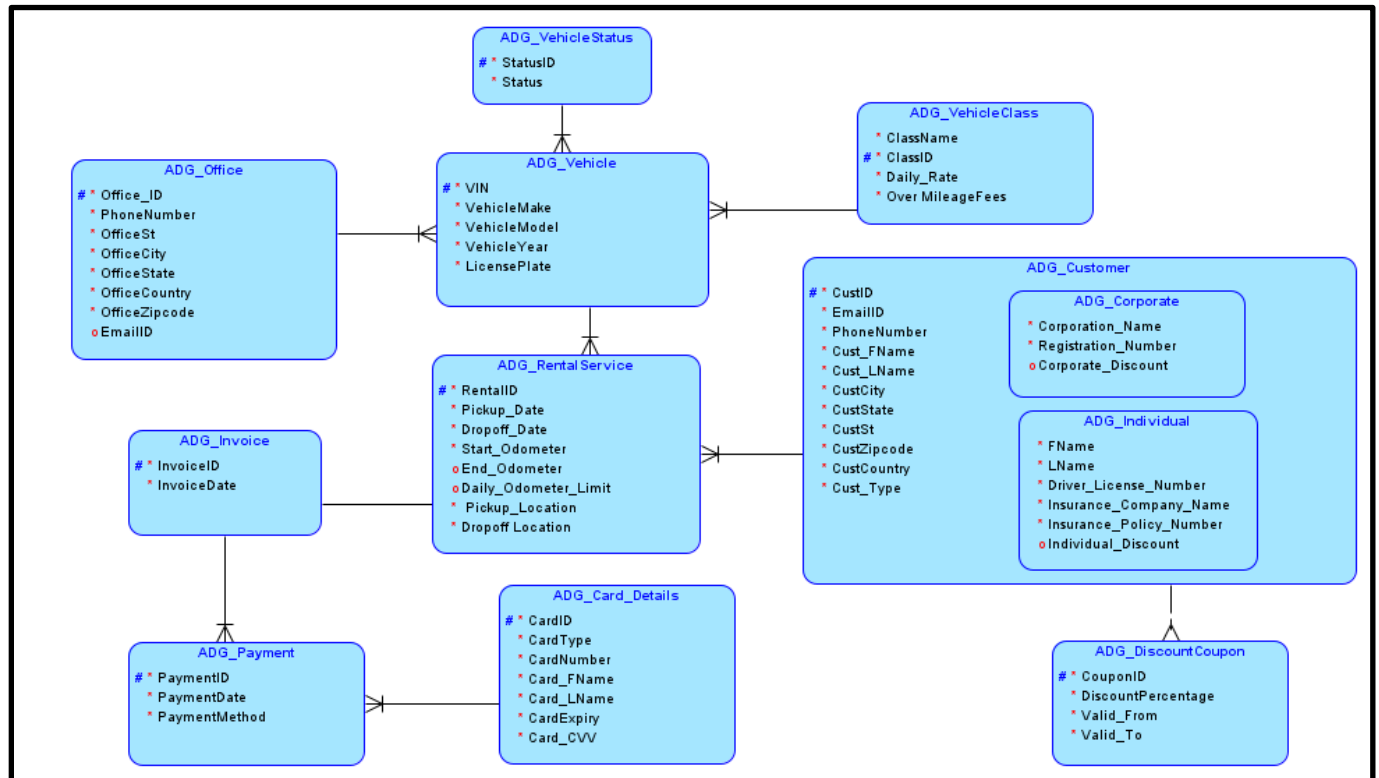 ADG_VehicleStatus
# * StatusID
* Status
ADG_VehicleClass
* ClassName
# * ClassID
* Daily_Rate
* Over MileageFees
ADG_Office
# * Office_ID
* PhoneNumber
* OfficeSt
* OfficeCity
* OfficeState
* OfficeCountry
* OfficeZipcode
o EmailID
ADG_Vehicle
# * VIN
* VehicleMake
* VehicleModel
* VehicleYear
* LicensePlate
ADG_Customer
# * CustID
* EmailID
* PhoneNumber
* Cust_FName
* Cust_LName
* CustCity
* CustState
* CustSt
* CustZipcode
* CustCountry
* Cust_Type
ADG_Corporate
* Corporation_Name
* Registration_Number
o Corporate_Discount
ADG_Individual
* FName
* LName
* Driver_License_Number
* Insurance_Company_Name
* Insurance_Policy_Number
o Individual_Discount
ADG_RentalService
# * RentalID
* Pickup_Date
* Dropoff_Date
* Start_Odometer
o End_Odometer
o Daily_Odometer_Limit
* Pickup_Location
* Dropoff Location
ADG_Invoice
# * InvoiceID
* InvoiceDate
ADG_Card_Details
# * CardID
* CardType
* CardNumber
* Card_FName
* Card_LName
* CardExpiry
* Card_CVV
ADG_Payment
# * PaymentID
* PaymentDate
* PaymentMethod
ADG_DiscountCoupon
# * CouponID
* DiscountPercentage
* Valid_From
* Valid_To